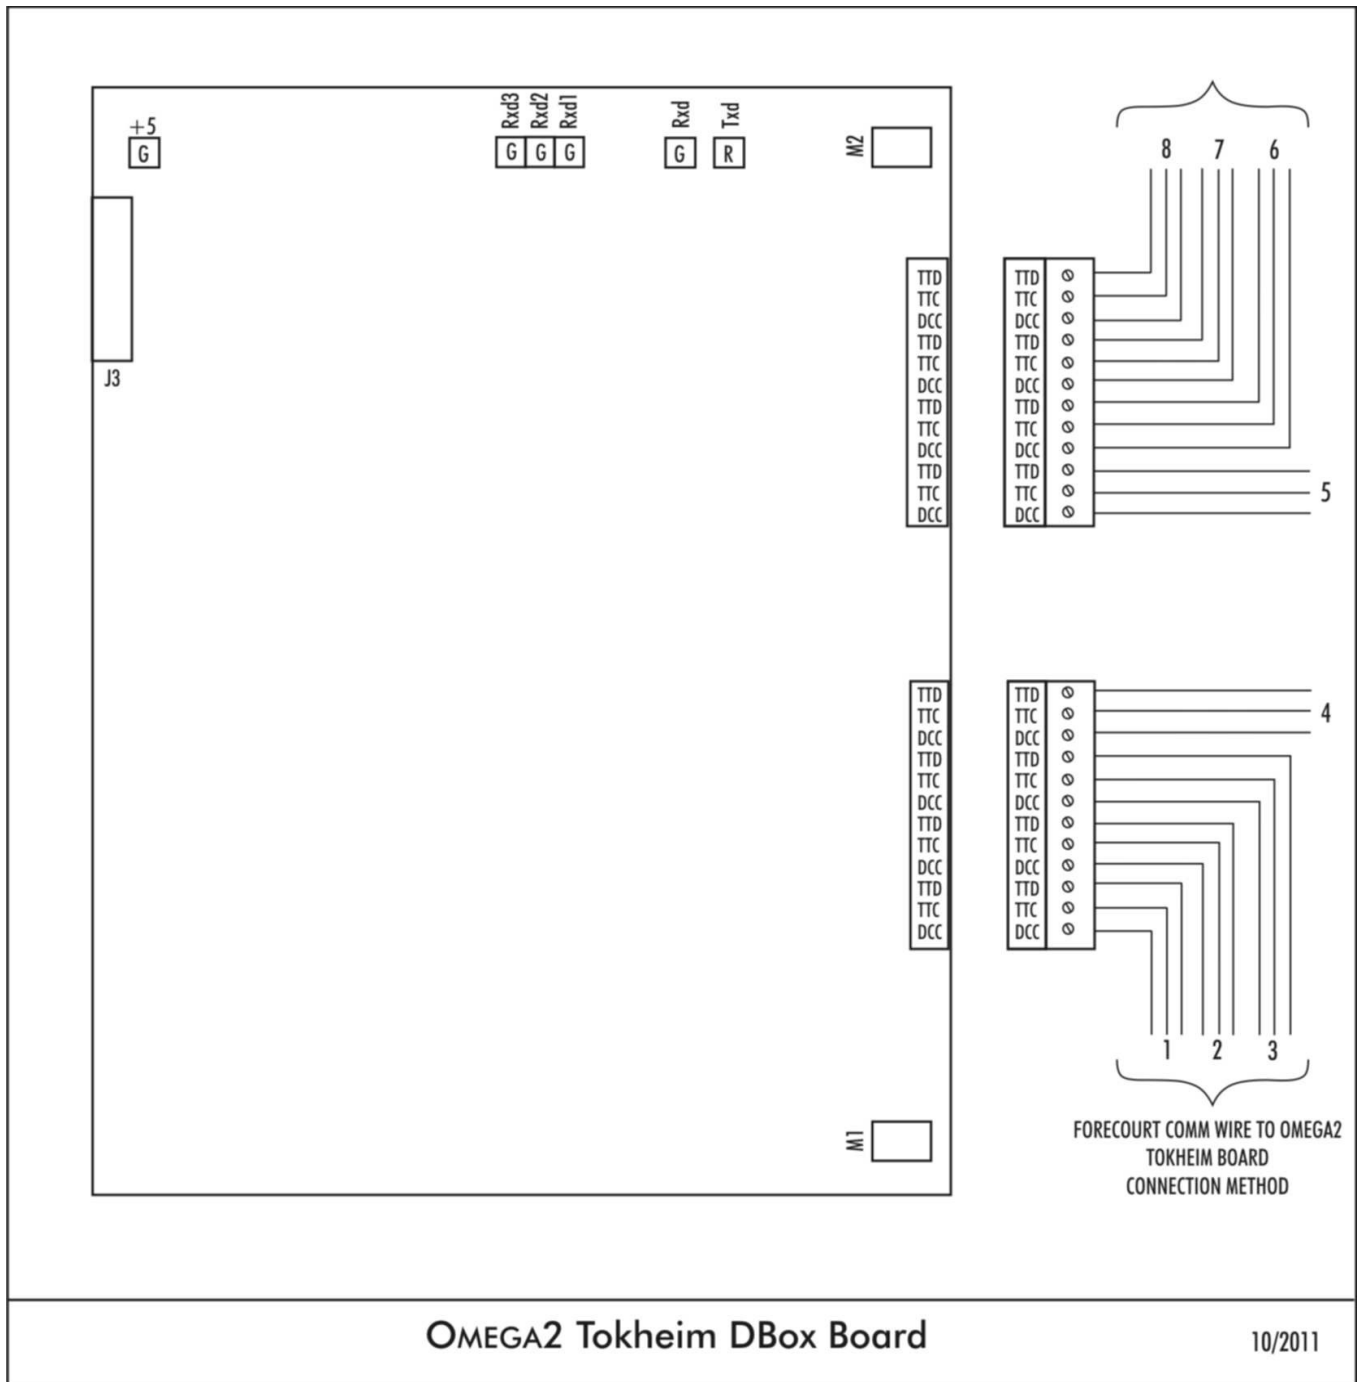 +5
G
Rxd3
Rxd2
Rxd1
G G G
Rxd
Txd
G
R
M2
8 7 6
J3
TTD
TTC
DCC
TTD
TTC
DCC
TTD
TTC
DCC
TTD
TTC
DCC
TTD
TTC
DCC
TTD
TTC
DCC
TTD
TTC
DCC
TTD
TTC
DCC
5
TTD
TTC
DCC
TTD
TTC
DCC
TTD
TTC
DCC
TTD
TTC
DCC
TTD
TTC
DCC
TTD
TTC
DCC
TTD
TTC
DCC
TTD
TTC
DCC
4
1 2 3
M1
FORECOURT COMM WIRE TO OMEGA2
TOKHEIM BOARD
CONNECTION METHOD
OMEGA2 Tokheim DBox Board
10/2011